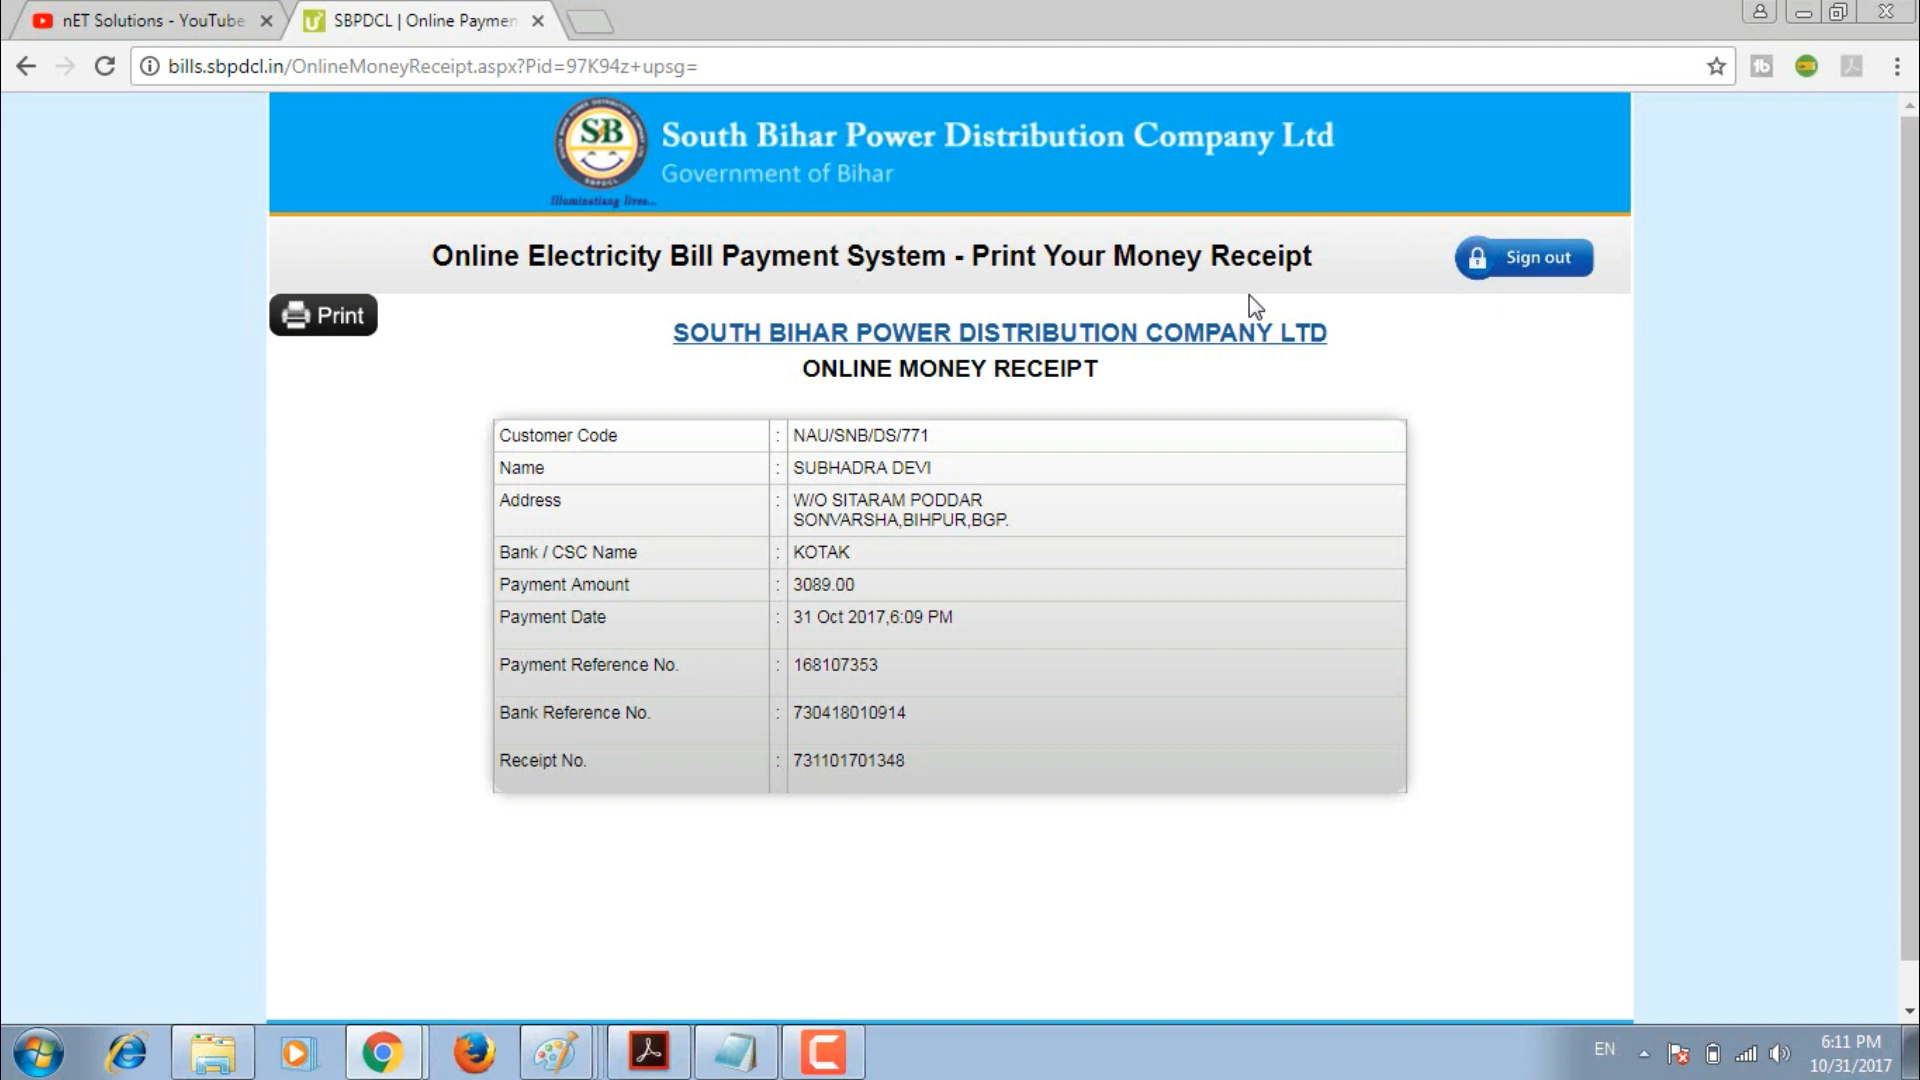 nET Solutions - YouTube
SBPDCL | Online Paymen
bills.sbpdcl.in/OnlineMoneyReceipt.aspx?Pid=97K94z+upsg=
SB
SBPDCL
Illuminatiang lives...
South Bihar Power Distribution Company Ltd
Government of Bihar
Online Electricity Bill Payment System - Print Your Money Receipt
Sign out
Print
SOUTH BIHAR POWER DISTRIBUTION COMPANY LTD
ONLINE MONEY RECEIPT
Customer Code : NAU/SNB/DS/771
Name : SUBHADRA DEVI
Address : W/O SITARAM PODDAR
SONVARSHA,BIHPUR,BGP.
Bank / CSC Name : KOTAK
Payment Amount : 3089.00
Payment Date : 31 Oct 2017,6:09 PM
Payment Reference No. : 168107353
Bank Reference No. : 730418010914
Receipt No. : 731101701348
EN
6:11 PM
10/31/2017